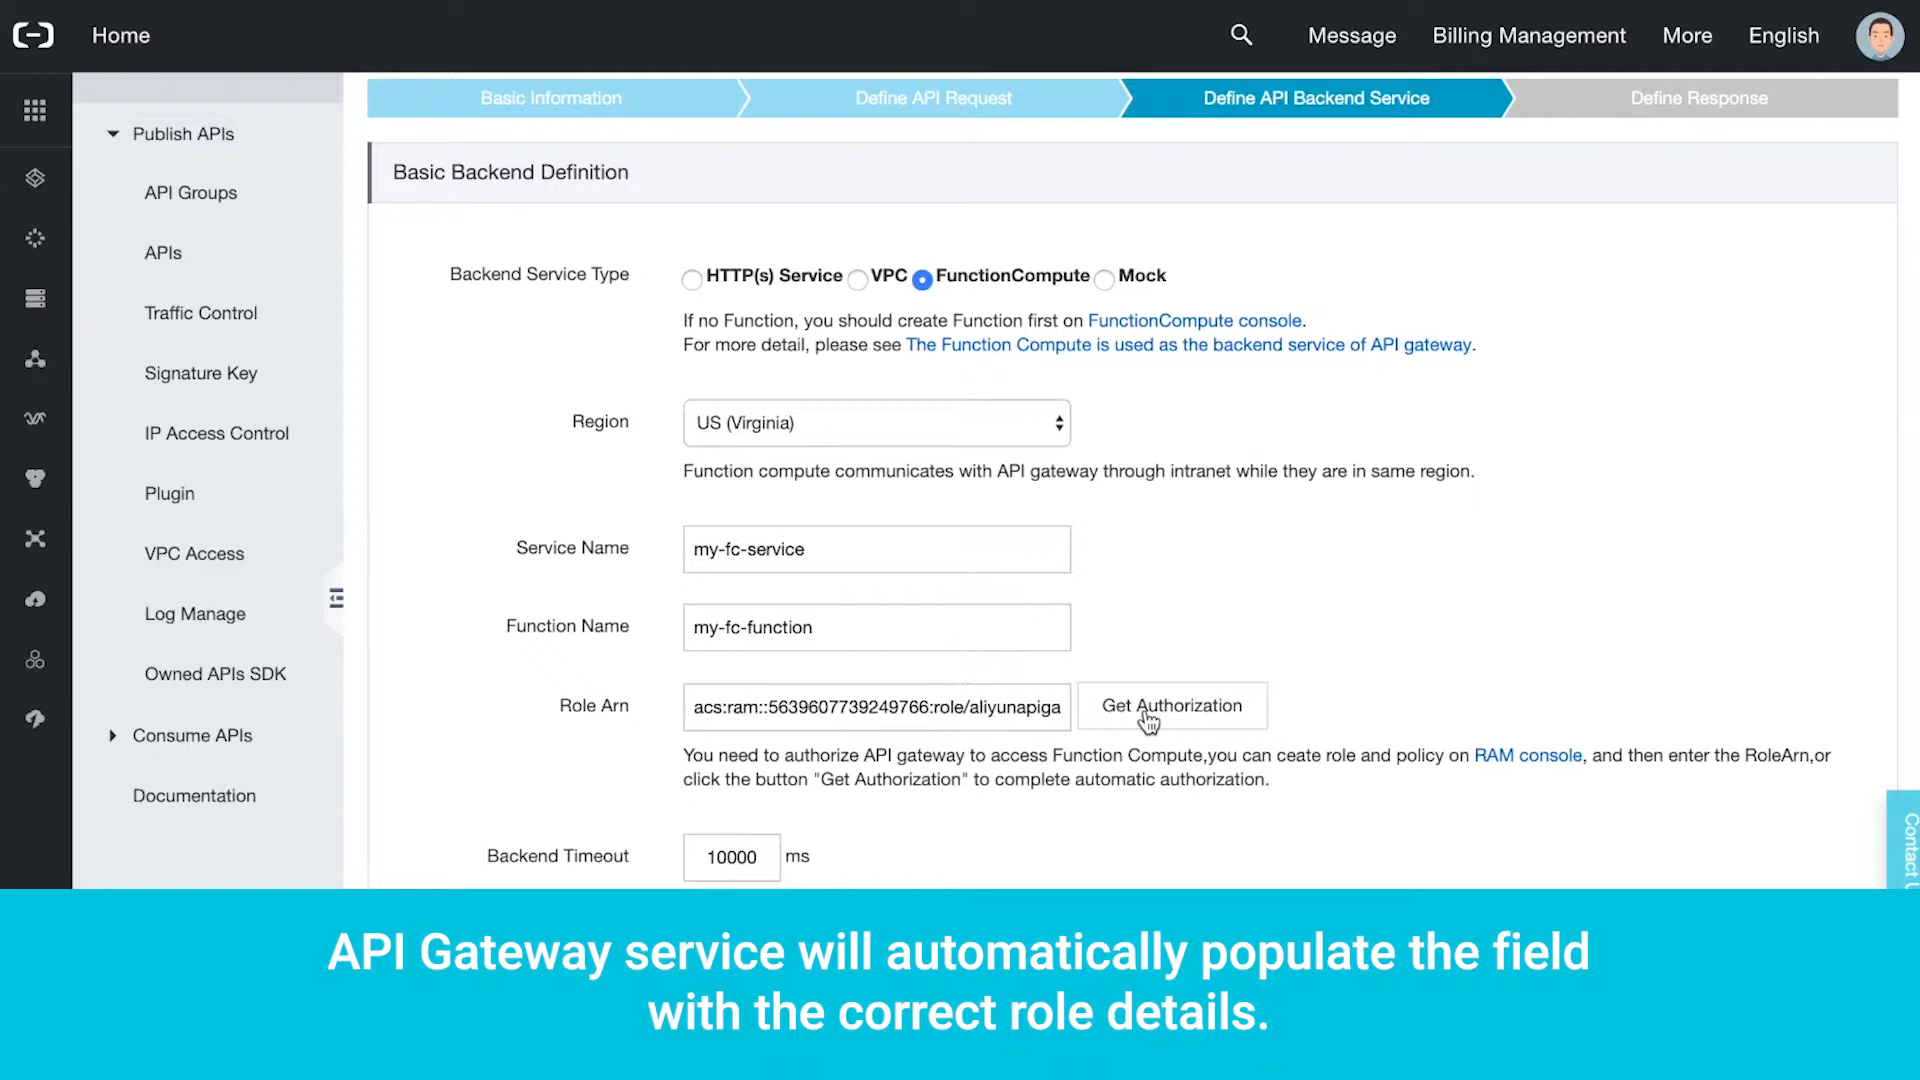 Home
Message
Billing Management
More
English
Publish APIs
API Groups
APIs
Traffic Control
Signature Key
IP Access Control
Plugin
VPC Access
Log Manage
Owned APIs SDK
Consume APIs
Documentation
Basic Information
Define API Request
Define API Backend Service
Define Response
Basic Backend Definition
Backend Service Type
HTTP(s) Service
VPC
FunctionCompute
Mock
If no Function, you should create Function first on FunctionCompute console.
For more detail, please see The Function Compute is used as the backend service of API gateway.
Region
US (Virginia)
Function compute communicates with API gateway through intranet while they are in same region.
Service Name
my-fc-service
Function Name
my-fc-function
Role Arn
acs:ram::5639607739249766:role/aliyunapiga
Get Authorization
You need to authorize API gateway to access Function Compute,you can ceate role and policy on RAM console, and then enter the RoleArn,or
click the button "Get Authorization" to complete automatic authorization.
Backend Timeout
10000 ms
Contact
API Gateway service will automatically populate the field
with the correct role details.